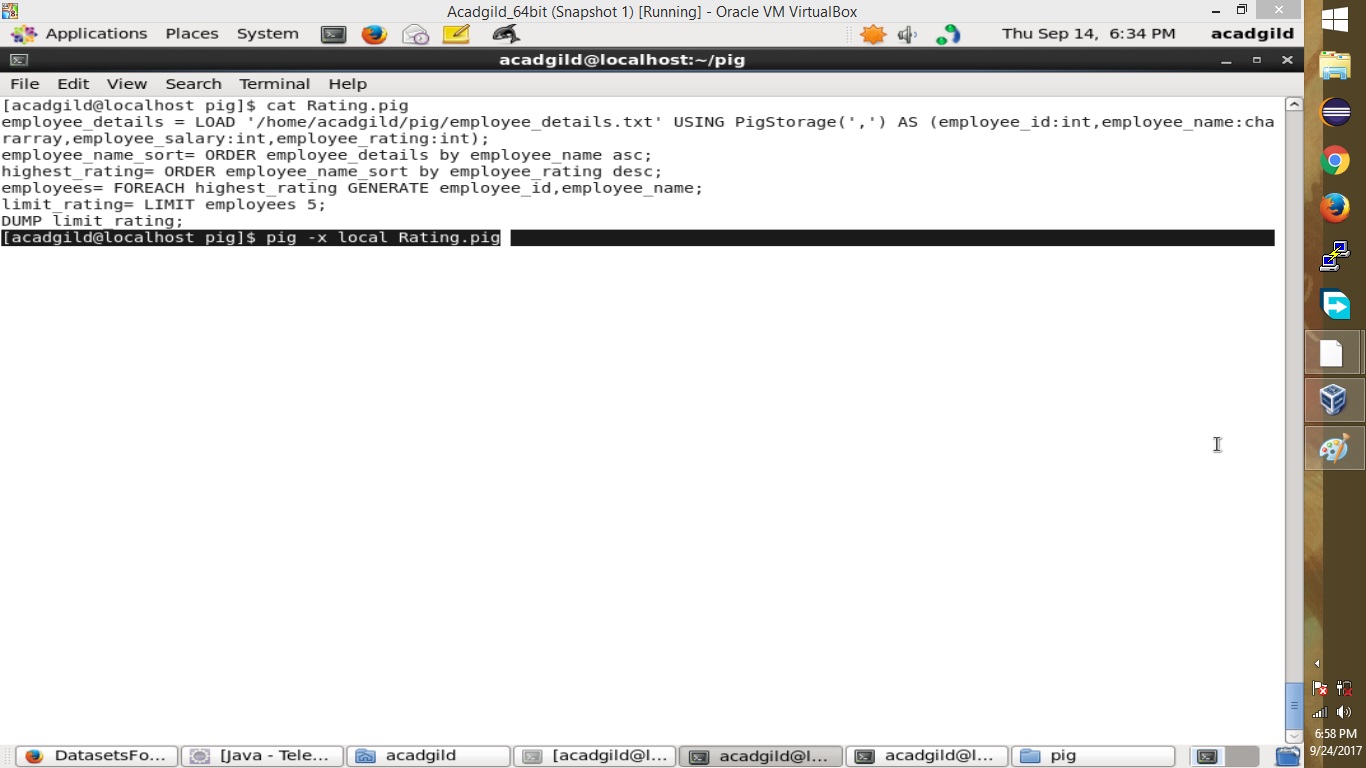 Acadgild_64bit (Snapshot 1) [Running] - Oracle VM VirtualBox
Applications Places System Thu Sep 14, 6:34 PM acadgild
acadgild@localhost:~/pig
File Edit View Search Terminal Help
[acadgild@localhost pig]$ cat Rating.pig
employee_details = LOAD '/home/acadgild/pig/employee_details.txt' USING PigStorage(',') AS (employee_id:int,employee_name:cha
rarray,employee_salary:int,employee_rating:int);
employee_name_sort= ORDER employee_details by employee_name asc;
highest_rating= ORDER employee_name_sort by employee_rating desc;
employees= FOREACH highest_rating GENERATE employee_id,employee_name;
limit_rating= LIMIT employees 5;
DUMP limit_rating;
[acadgild@localhost pig]$ pig -x local Rating.pig
DatasetsFo... [Java - Tele... acadgild [acadgild@l... acadgild@l... acadgild@l... pig
6:58 PM
9/24/2017